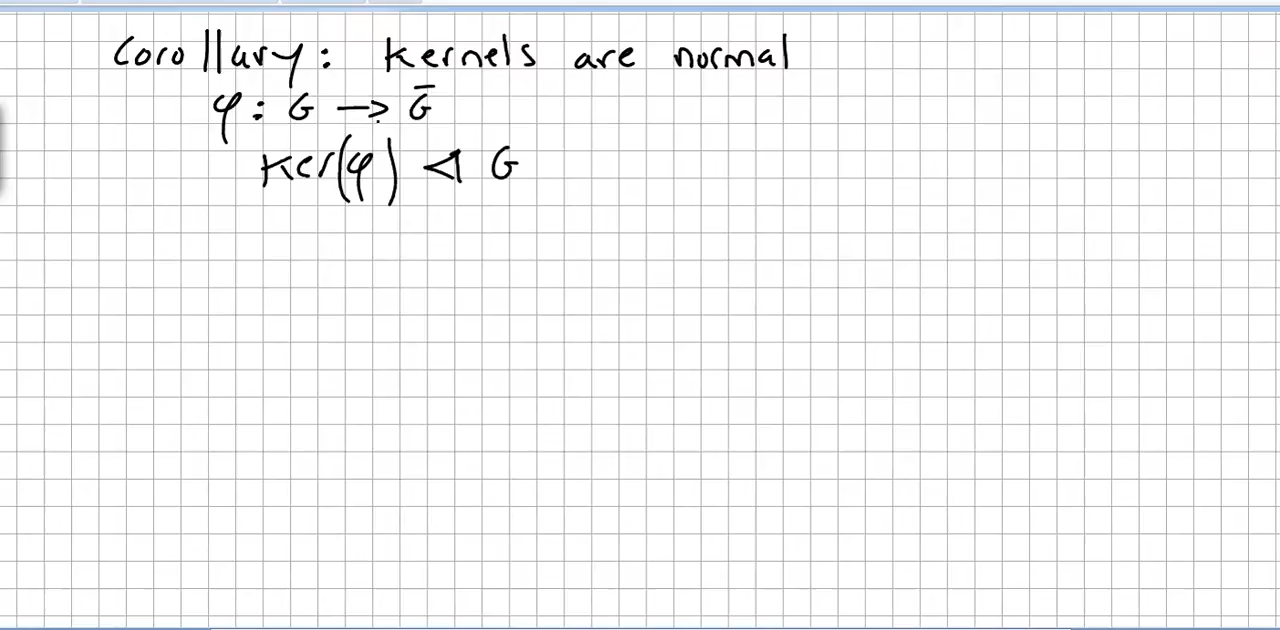 Corollary: kernels are normal
φ: G → Ḡ
Ker(φ) ⊲ G